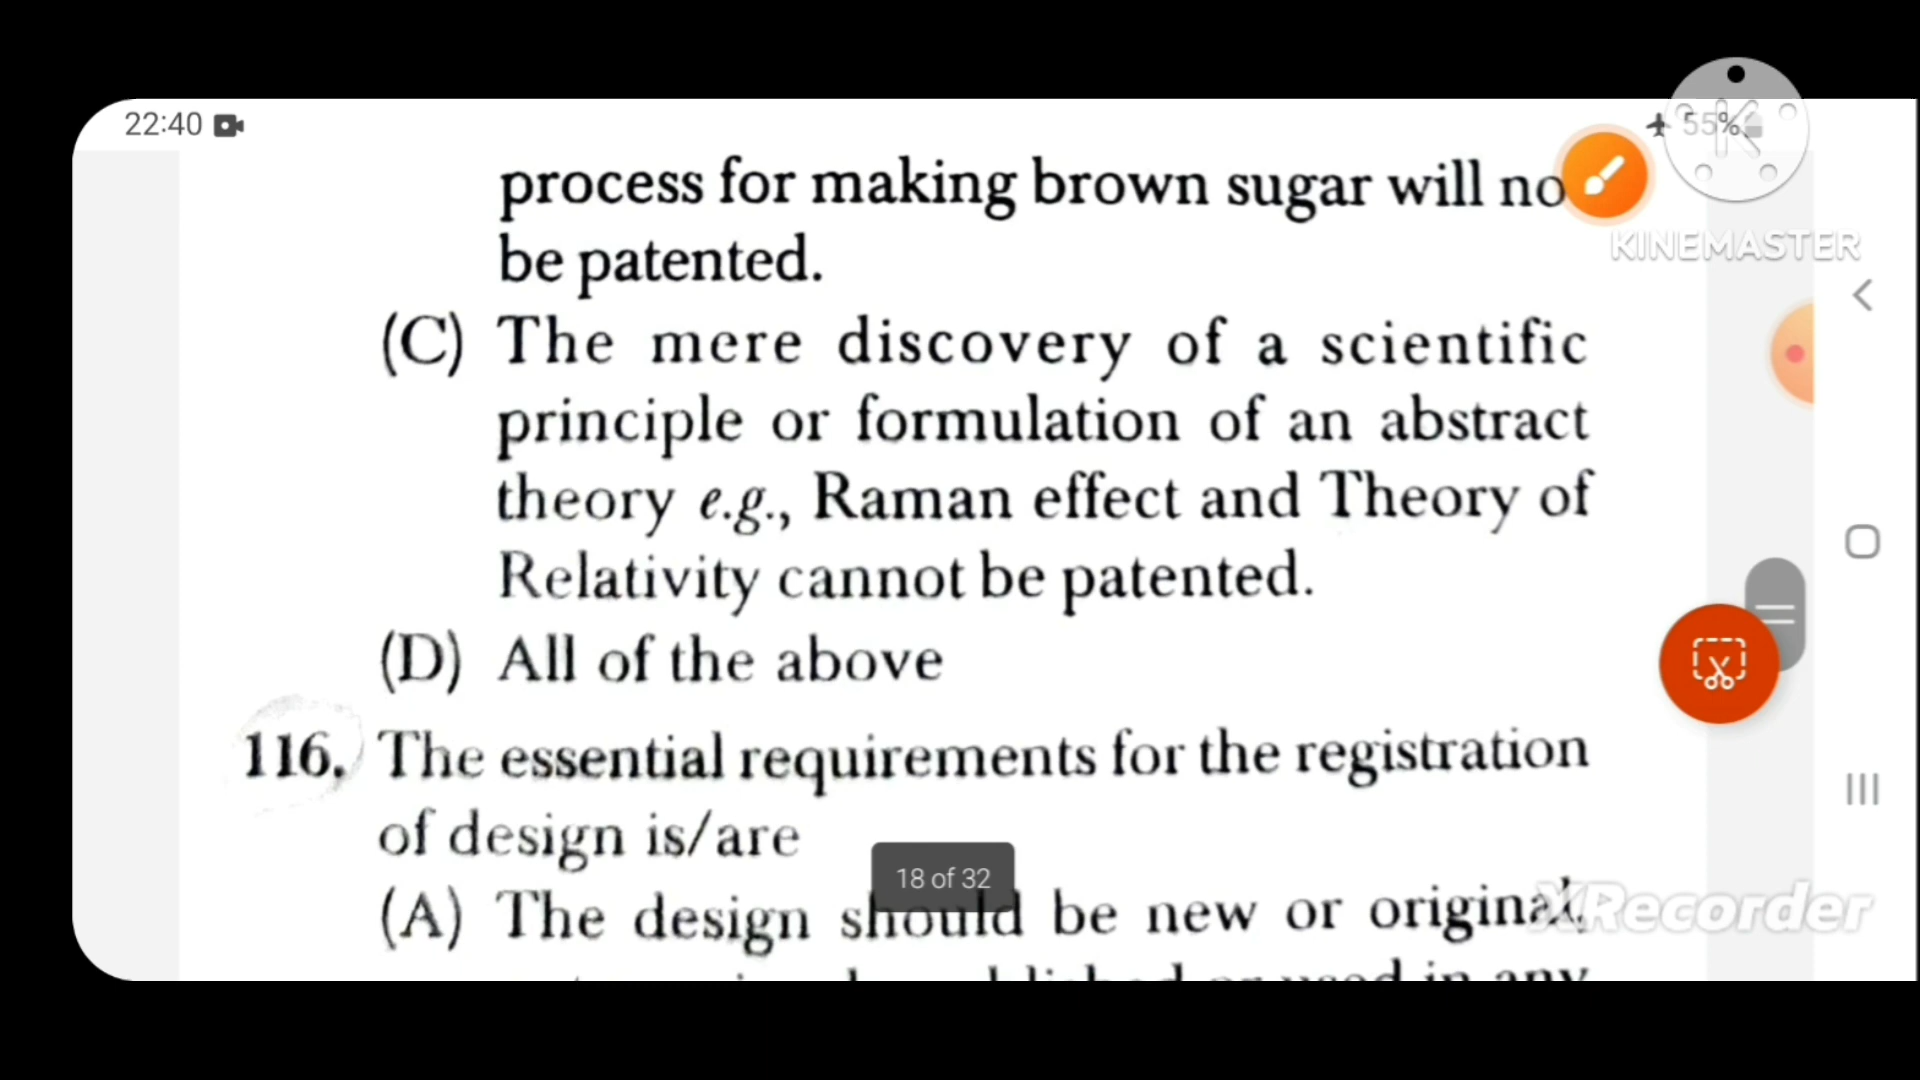 22:40
55%
KINEMASTER
process for making brown sugar will no
be patented.
(C) The mere discovery of a scientific
principle or formulation of an abstract
theory e.g., Raman effect and Theory of
Relativity cannot be patented.
(D) All of the above
116. The essential requirements for the registration
of design is/are
18 of 32
(A) The design should be new or original,
XRecorder
used in any